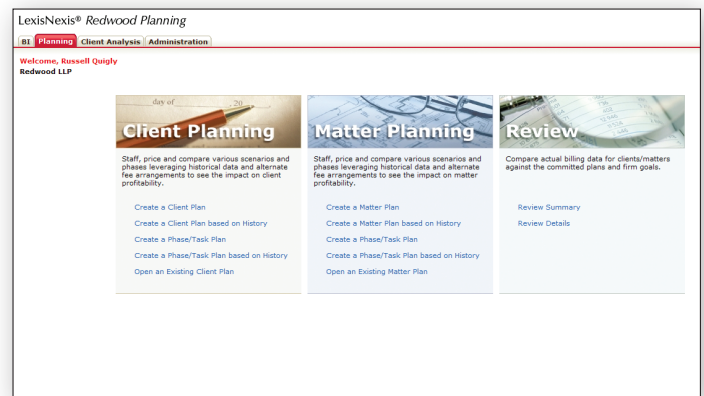 LexisNexis® Redwood Planning
BI Planning Client Analysis Administration
Welcome, Russell Quigly
Redwood LLP
day of , 20
Client Planning
Staff, price and compare various scenarios and
phases leveraging historical data and alternate
fee arrangements to see the impact on client
profitability.
Create a Client Plan
Create a Client Plan based on History
Create a Phase/Task Plan
Create a Phase/Task Plan based on History
Open an Existing Client Plan
Matter Planning
Staff, price and compare various scenarios and
phases leveraging historical data and alternate
fee arrangements to see the impact on matter
profitability.
Create a Matter Plan
Create a Matter Plan based on History
Create a Phase/Task Plan
Create a Phase/Task Plan based on History
Open an Existing Matter Plan
Review
Compare actual billing data for clients/matters
against the committed plans and firm goals.
Review Summary
Review Details